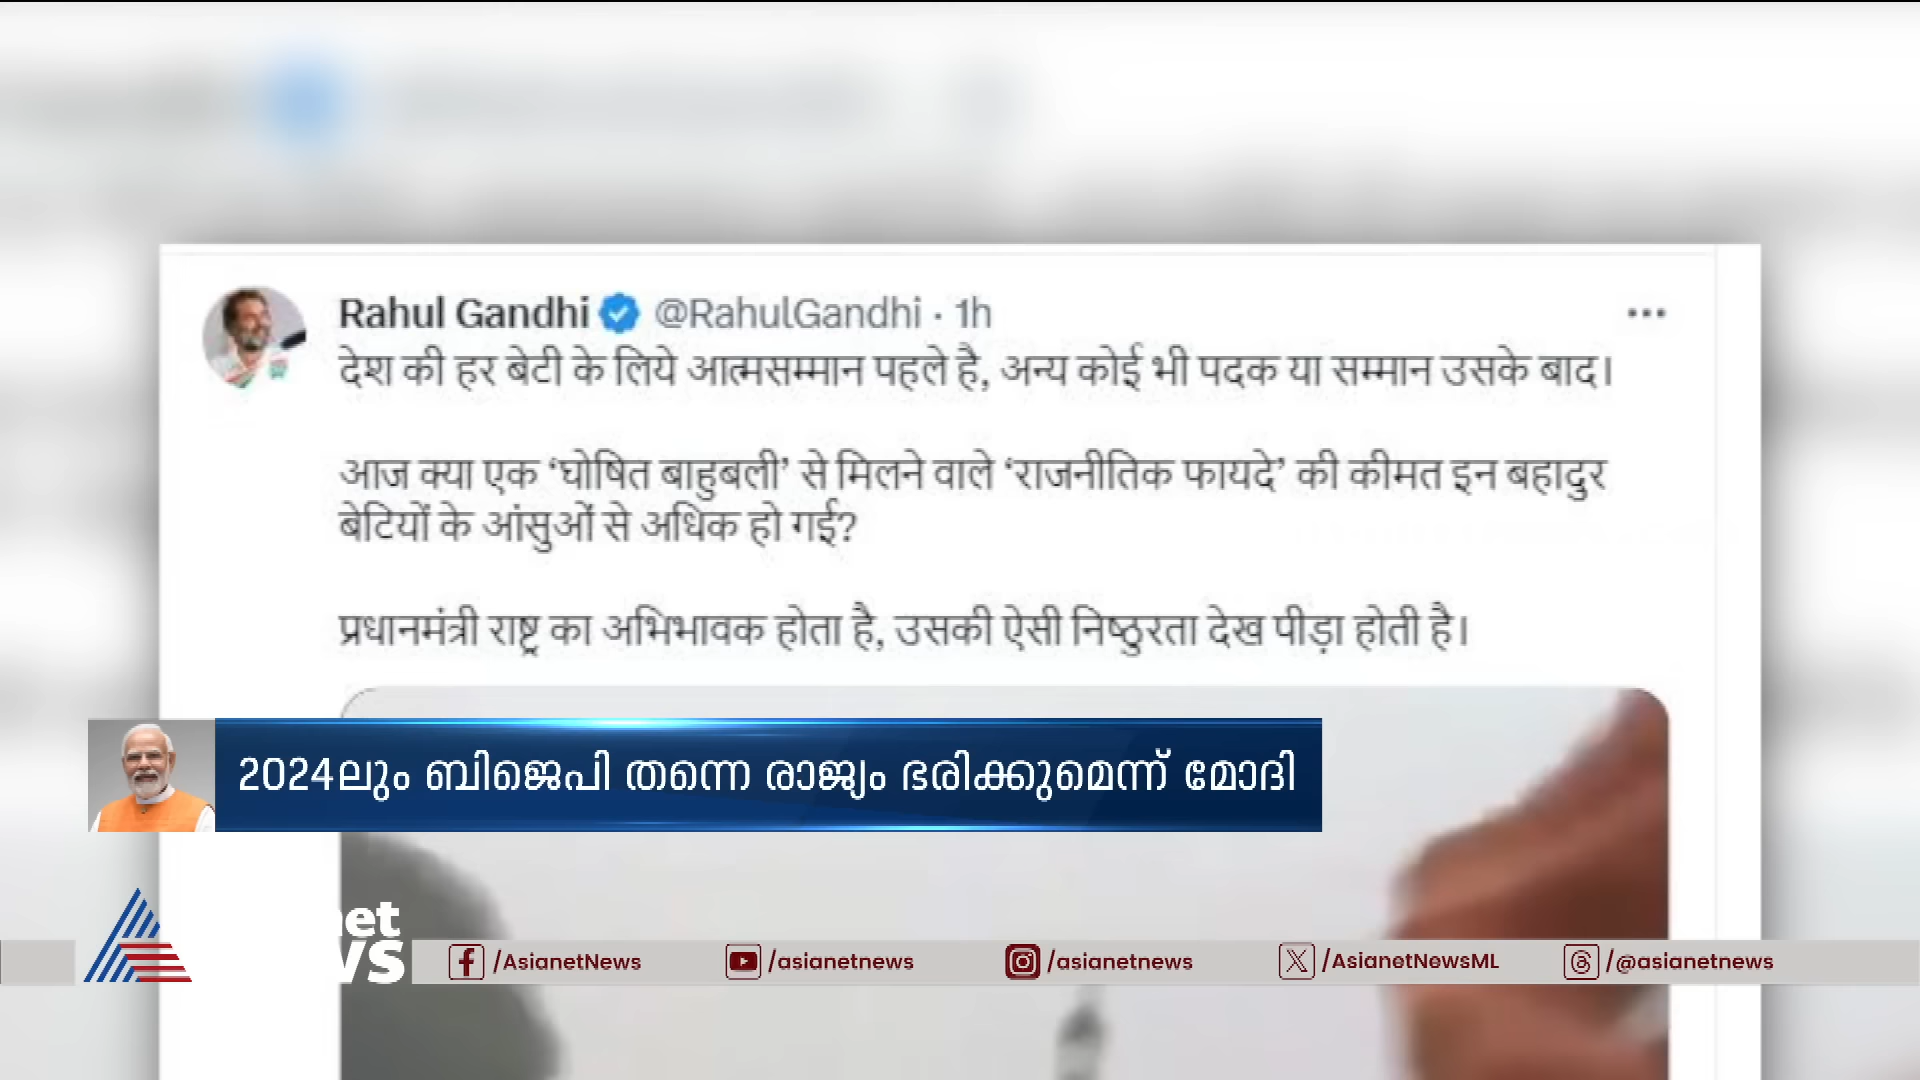 Rahul Gandhi @RahulGandhi · 1h
देश की हर बेटी के लिये आत्मसम्मान पहले है, अन्य कोई भी पदक या सम्मान उसके बाद।
आज क्या एक ‘घोषित बाहुबली’ से मिलने वाले ‘राजनीतिक फायदे’ की कीमत इन बहादुर
बेटियों के आंसुओं से अधिक हो गई?
प्रधानमंत्री राष्ट्र का अभिभावक होता है, उसकी ऐसी निष्ठुरता देख पीड़ा होती है।
2024ലും ബിജെപി തന്നെ രാജ്യം ഭരിക്കുമെന്ന് മോദി
net
WS
/AsianetNews /asianetnews /asianetnews /AsianetNewsML /@asianetnews